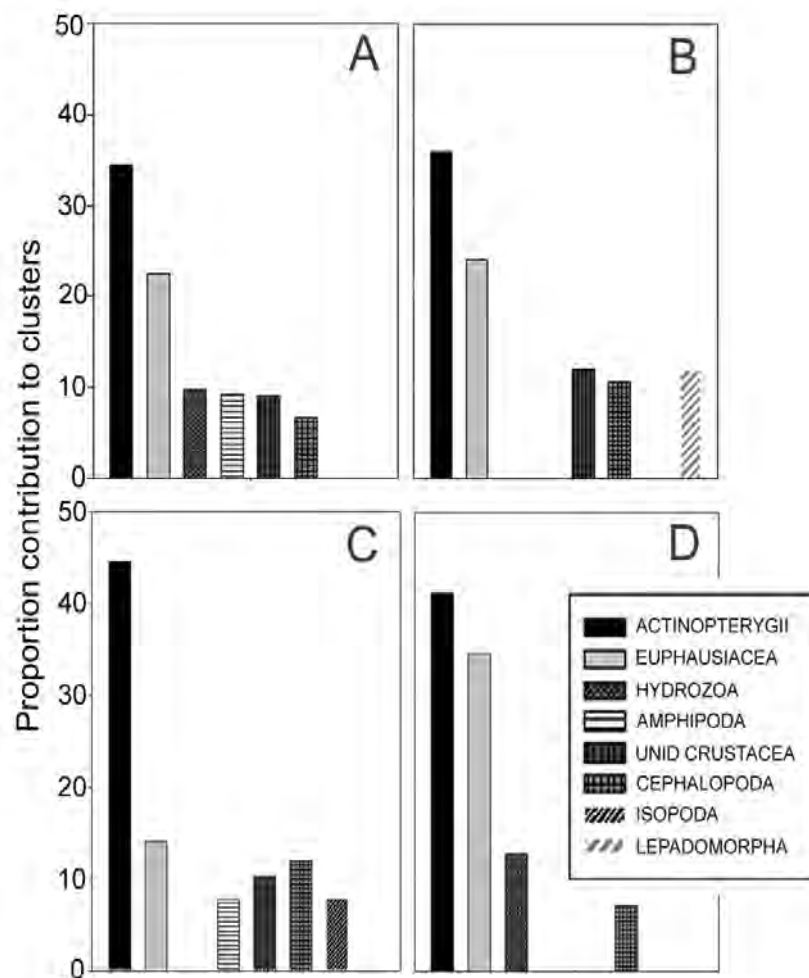 50
40
30
20
10
0
A
B
Proportion contribution to clusters
50
40
30
20
10
0
C
D
ACTINOPTERYGII
EUPHAUSIACEA
HYDROZOA
AMPHIPODA
UNID CRUSTACEA
CEPHALOPODA
ISOPODA
LEPADOMORPHA